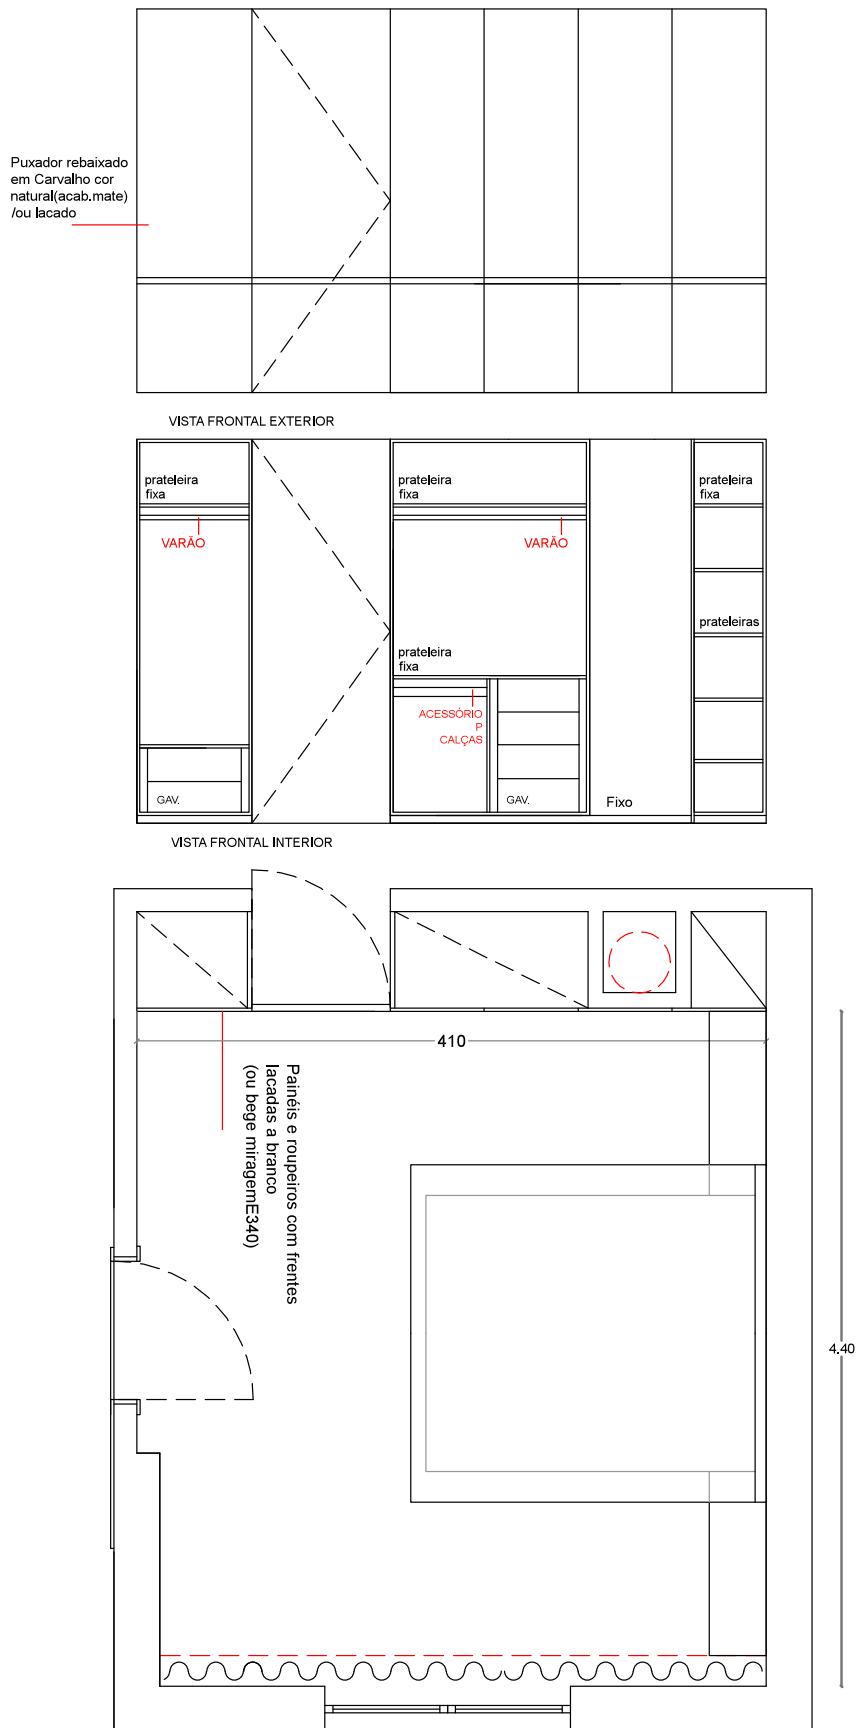 Puxador rebaixado
em Carvalho cor
natural(acab.mate)
/ou lacado
VISTA FRONTAL EXTERIOR
prateleira
fixa
VARÃO
prateleira
fixa
VARÃO
prateleira
fixa
prateleiras
prateleira
fixa
ACESSÓRIO
P
CALÇAS
GAV.
GAV.
Fixo
VISTA FRONTAL INTERIOR
410
Painéis e roupeiros com frentes
lacadas a branco
(ou bege miragemE340)
4.40